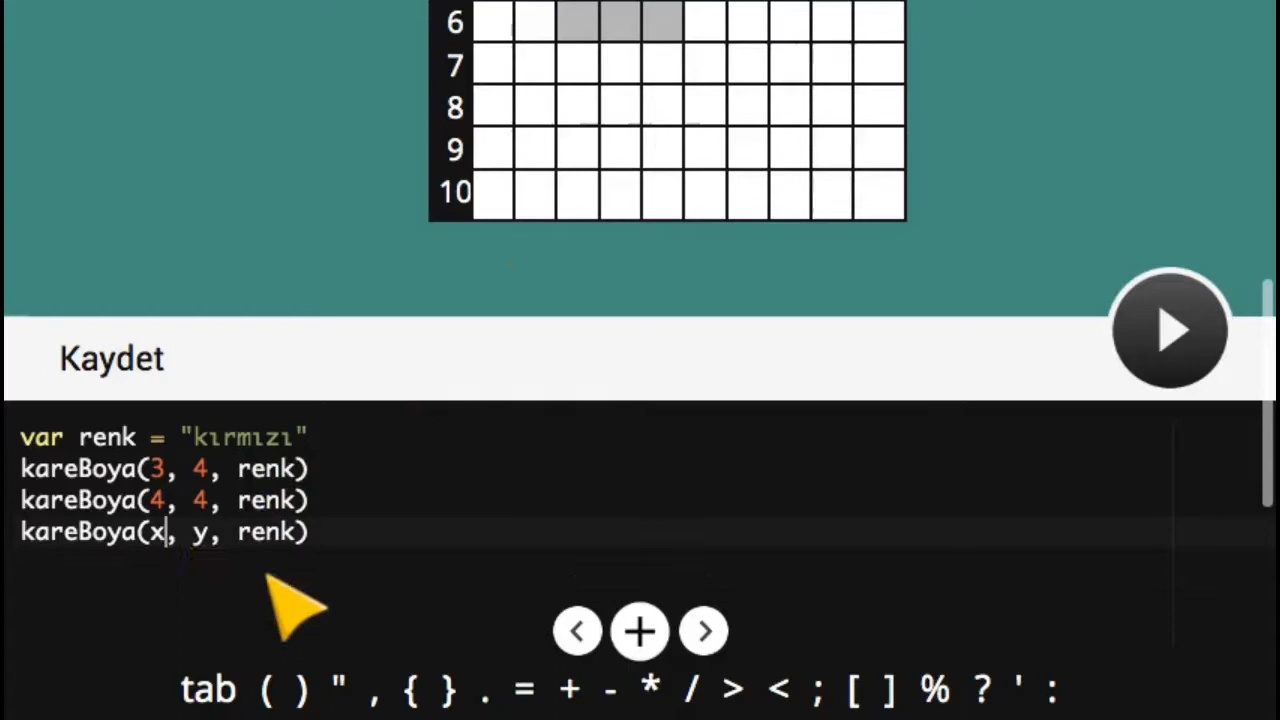 6
7
8
9
10
Kaydet
var renk = "kırmızı"
kareBoya(3, 4, renk)
kareBoya(4, 4, renk)
kareBoya(x, y, renk)
tab ( ) " , { } . = + - * / > < ; [ ] % ? ' :